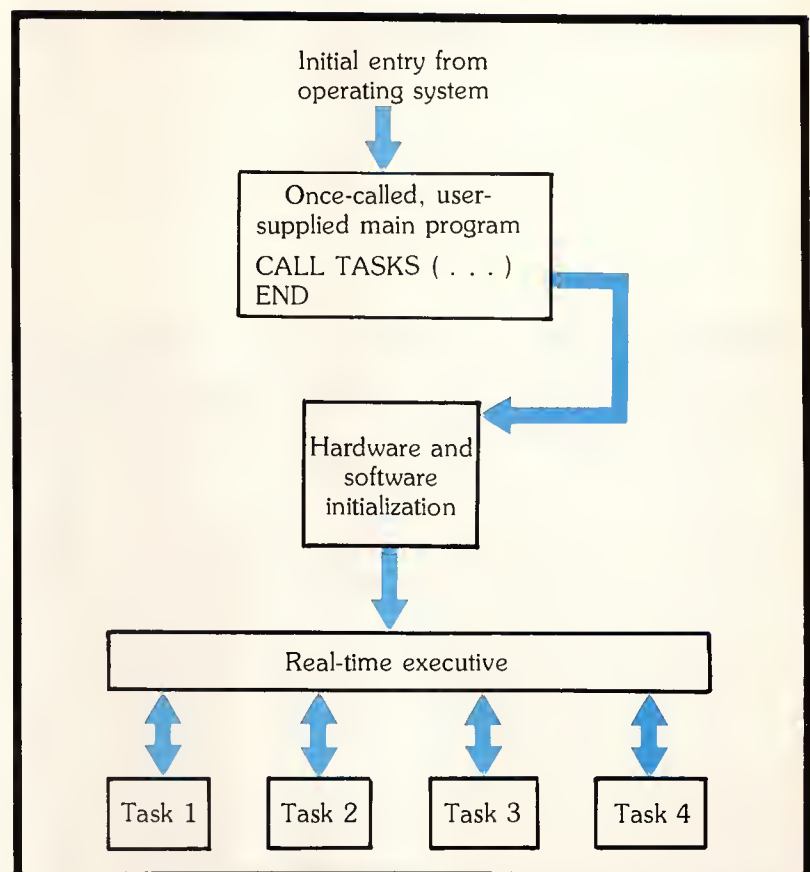 Initial entry from
operating system
Once-called, user-
supplied main program
CALL TASKS ( . . . )
END
Hardware and
software
initialization
Real-time executive
Task 1
Task 2
Task 3
Task 4